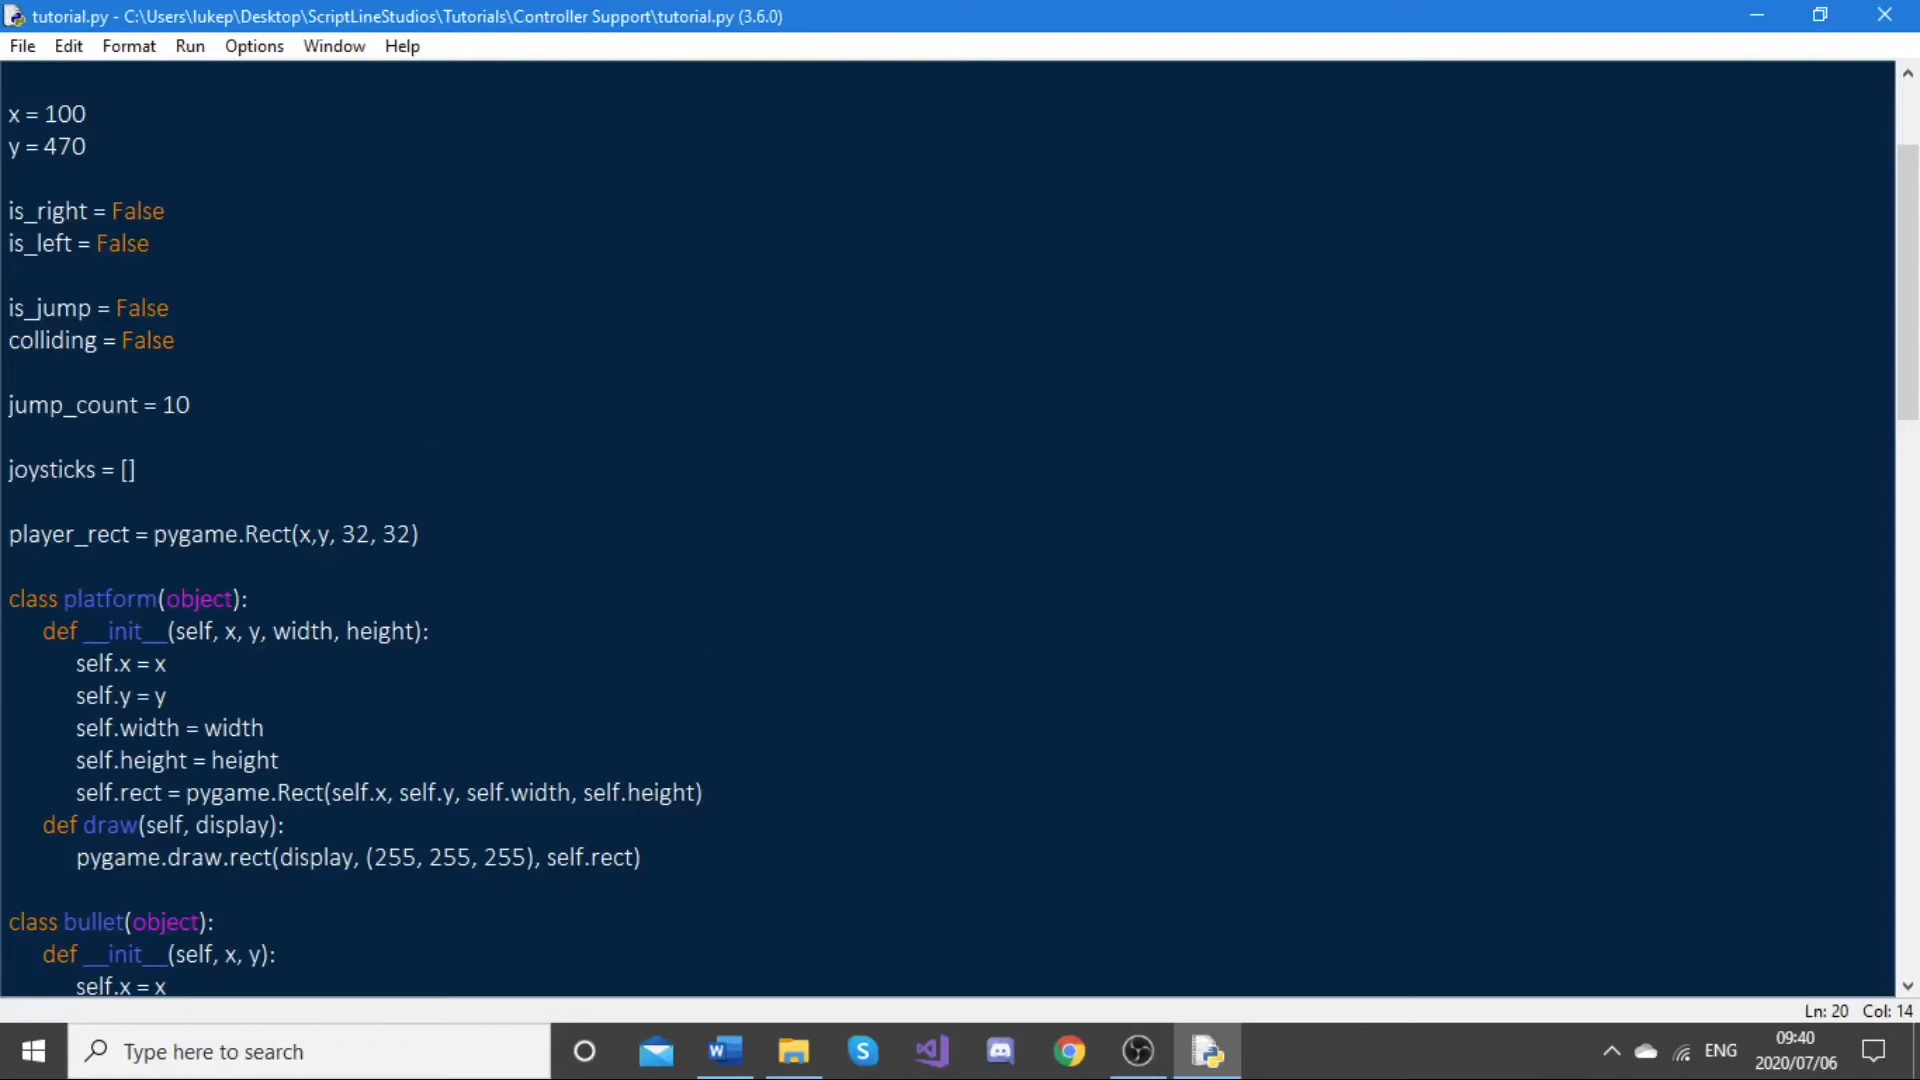 tutorial.py - C:\Users\lukep\Desktop\ScriptLineStudios\Tutorials\Controller Support\tutorial.py (3.6.0)
File Edit Format Run Options Window Help
x = 100
y = 470
is_right = False
is_left = False
is_jump = False
colliding = False
jump_count = 10
joysticks = []
player_rect = pygame.Rect(x,y, 32, 32)
class platform(object):
def __init__(self, x, y, width, height):
self.x = x
self.y = y
self.width = width
self.height = height
self.rect = pygame.Rect(self.x, self.y, self.width, self.height)
def draw(self, display):
pygame.draw.rect(display, (255, 255, 255), self.rect)
class bullet(object):
def __init__(self, x, y):
self.x = x
Ln: 20 Col: 14
Type here to search
ENG
09:40
2020/07/06